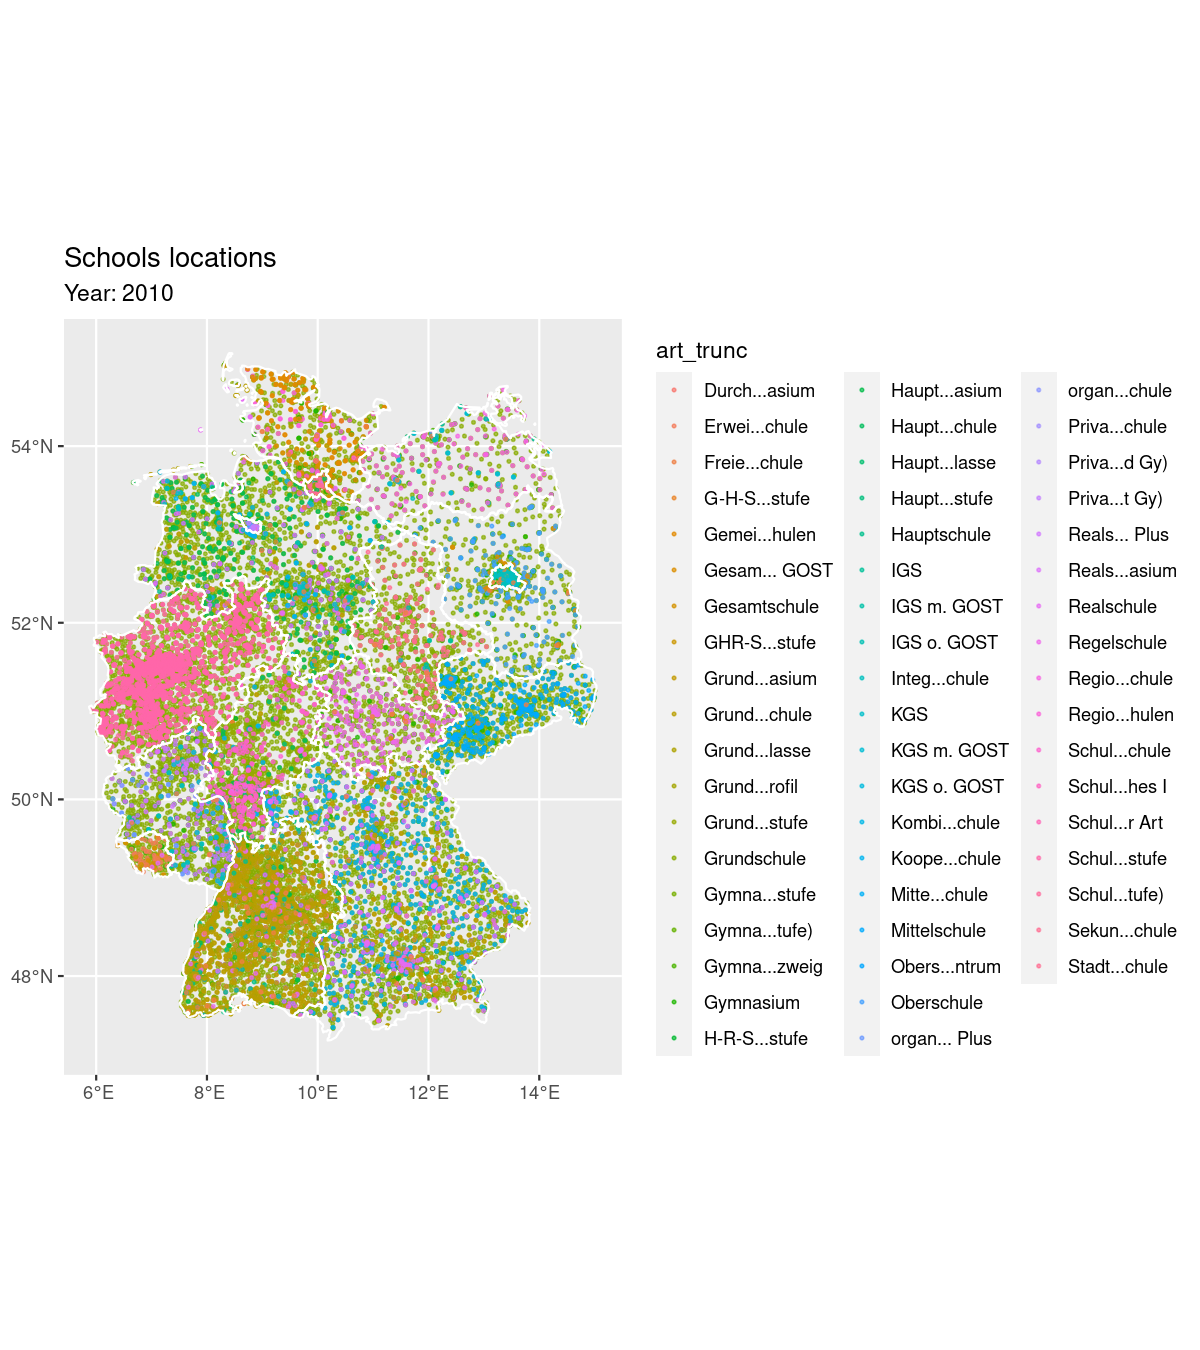 Schools locations
Year: 2010
54°N
52°N
50°N
48°N
6°E
8°E
10°E
12°E
14°E
art_trunc
Durch...asium
Erwei...chule
Freie...chule
G-H-S...stufe
Gemei...hulen
Gesam... GOST
Gesamtschule
GHR-S...stufe
Grund...asium
Grund...chule
Grund...lasse
Grund...rofil
Grund...stufe
Grundschule
Gymna...stufe
Gymna...tufe)
Gymna...zweig
Gymnasium
H-R-S...stufe
Haupt...asium
Haupt...chule
Haupt...lasse
Haupt...stufe
Hauptschule
IGS
IGS m. GOST
IGS o. GOST
Integ...chule
KGS
KGS m. GOST
KGS o. GOST
Kombi...chule
Koope...chule
Mitte...chule
Mittelschule
Obers...ntrum
Oberschule
organ... Plus
organ...chule
Priva...chule
Priva...d Gy)
Priva...t Gy)
Reals... Plus
Reals...asium
Realschule
Regelschule
Regio...chule
Regio...hulen
Schul...chule
Schul...hes I
Schul...r Art
Schul...stufe
Schul...tufe)
Sekun...chule
Stadt...chule